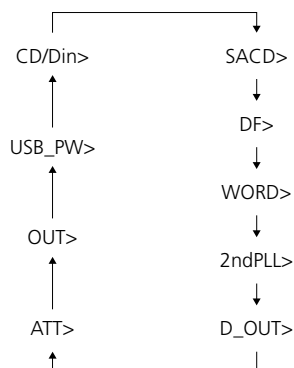 CD/Din>
SACD>
DF>
USB_PW>
WORD>
OUT>
2ndPLL>
ATT>
D_OUT>